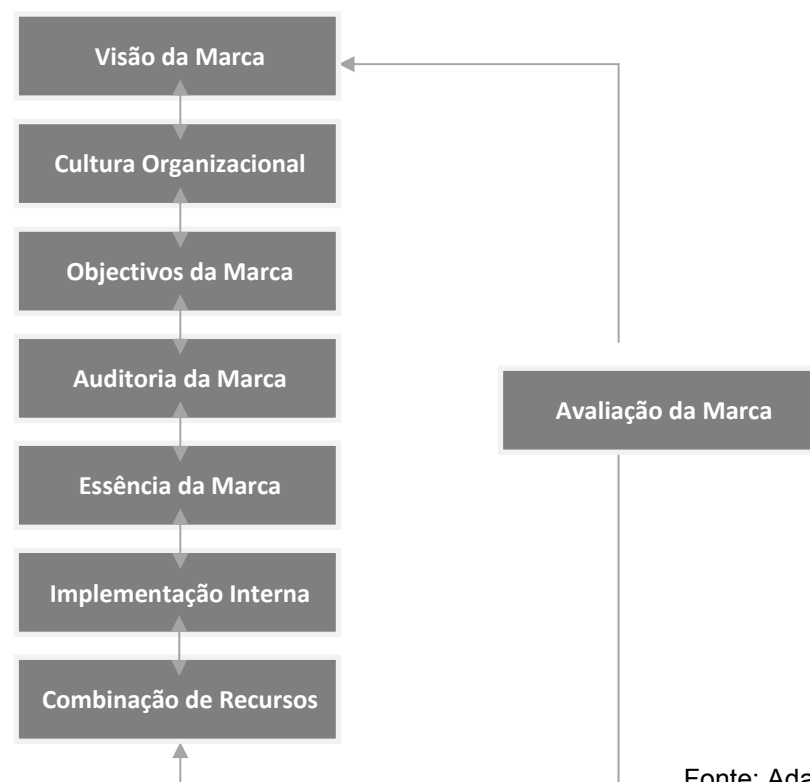 Visão da Marca
Cultura Organizacional
Objectivos da Marca
Auditoria da Marca
Avaliação da Marca
Essência da Marca
Implementação Interna
Combinação de Recursos
Fonte: Ada